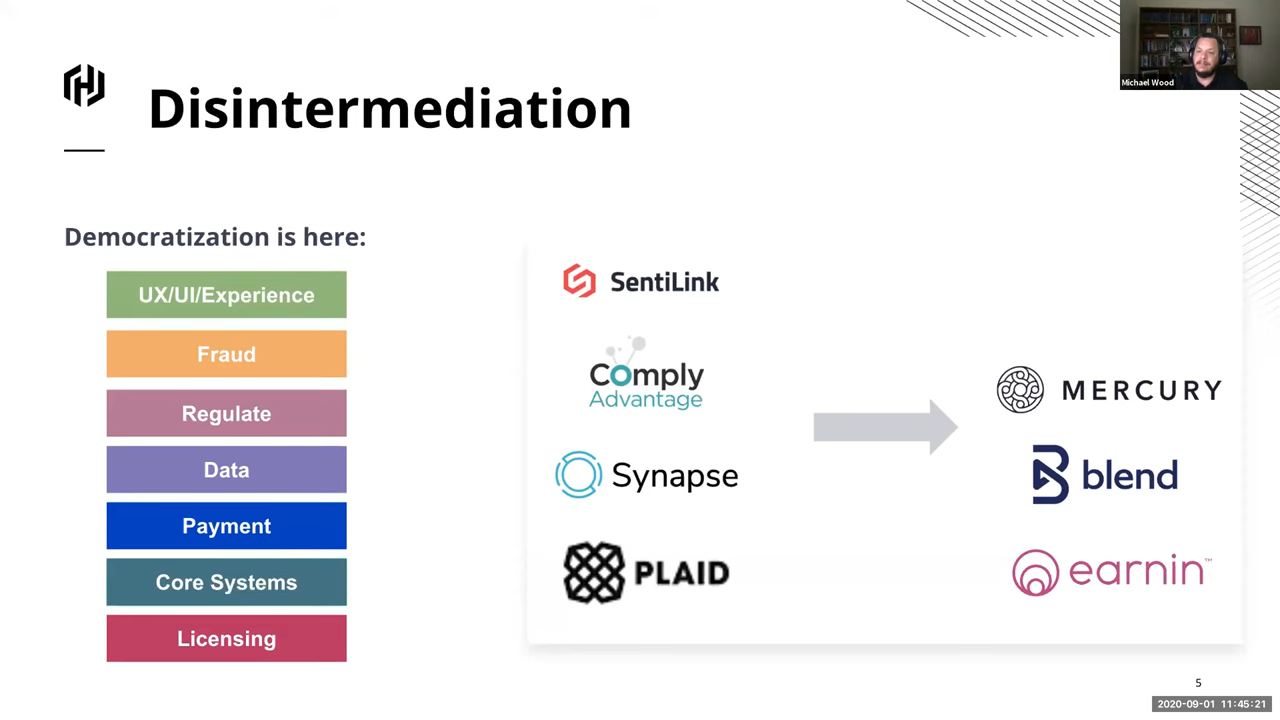 Michael Wood
Disintermediation
Democratization is here:
UX/UI/Experience
Fraud
Regulate
Data
Payment
Core Systems
Licensing
SentiLink
Comply
Advantage
Synapse
PLAID
MERCURY
blend
earnin™
5
2020-09-01 11:45:21